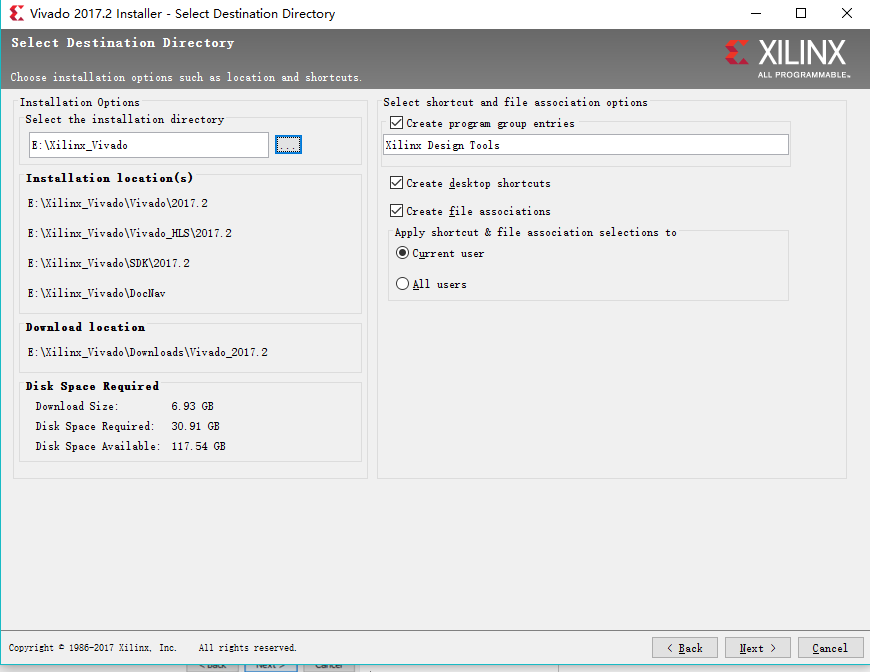 Vivado 2017.2 Installer - Select Destination Directory
Select Destination Directory
Choose installation options such as location and shortcuts.
XILINX
ALL PROGRAMMABLE™
Installation Options
Select the installation directory
E:\Xilinx_Vivado
...
Installation location(s)
E:\Xilinx_Vivado\Vivado\2017.2
E:\Xilinx_Vivado\Vivado_HLS\2017.2
E:\Xilinx_Vivado\SDK\2017.2
E:\Xilinx_Vivado\DocNav
Download location
E:\Xilinx_Vivado\Downloads\Vivado_2017.2
Disk Space Required
Download Size: 6.93 GB
Disk Space Required: 30.91 GB
Disk Space Available: 117.54 GB
Select shortcut and file association options
Create program group entries
Xilinx Design Tools
Create desktop shortcuts
Create file associations
Apply shortcut & file association selections to
Current user
All users
Copyright © 1986-2017 Xilinx, Inc. All rights reserved.
< Back Next > Cancel
< Back Next > Cancel